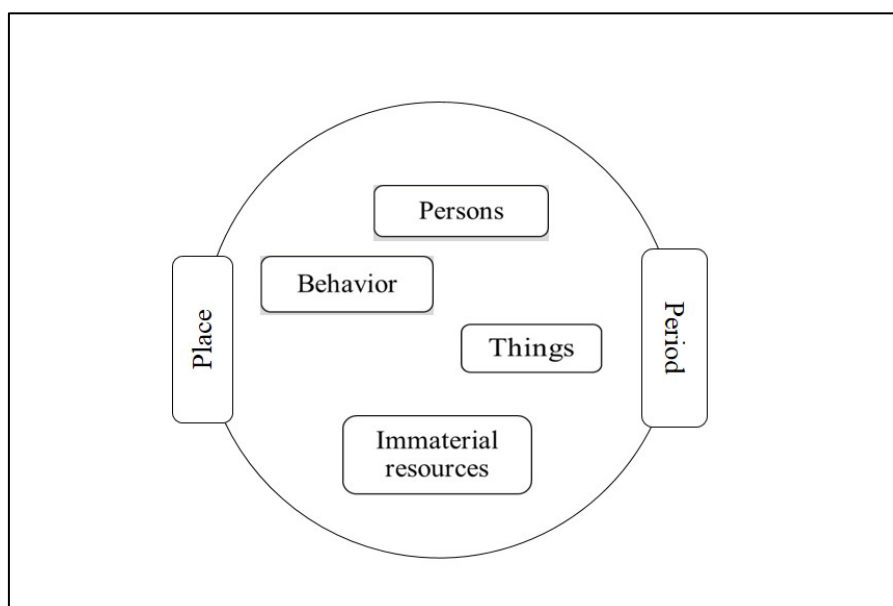 Persons
Behavior
Place
Period
Things
Immaterial
resources